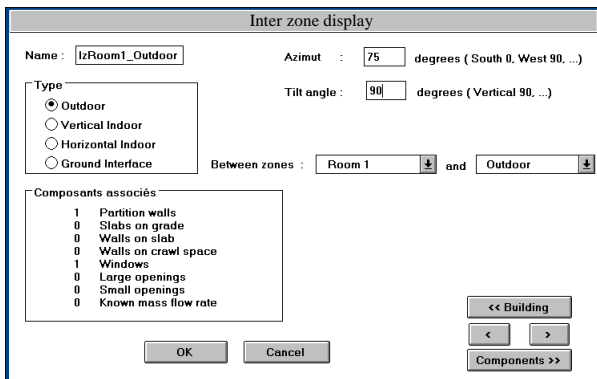 Inter zone display
Name : IzRoom1_Outdoor
Azimut : 75 degrees ( South 0, West 90, ...)
Tilt angle : 90 degrees ( Vertical 90, ...)
Type
Outdoor
Vertical Indoor
Horizontal Indoor
Ground Interface
Between zones : Room 1 and Outdoor
Composants associés
1 Partition walls
0 Slabs on grade
0 Walls on slab
0 Walls on crawl space
1 Windows
0 Large openings
0 Small openings
0 Known mass flow rate
<< Building
< >
OK Cancel
Components >>